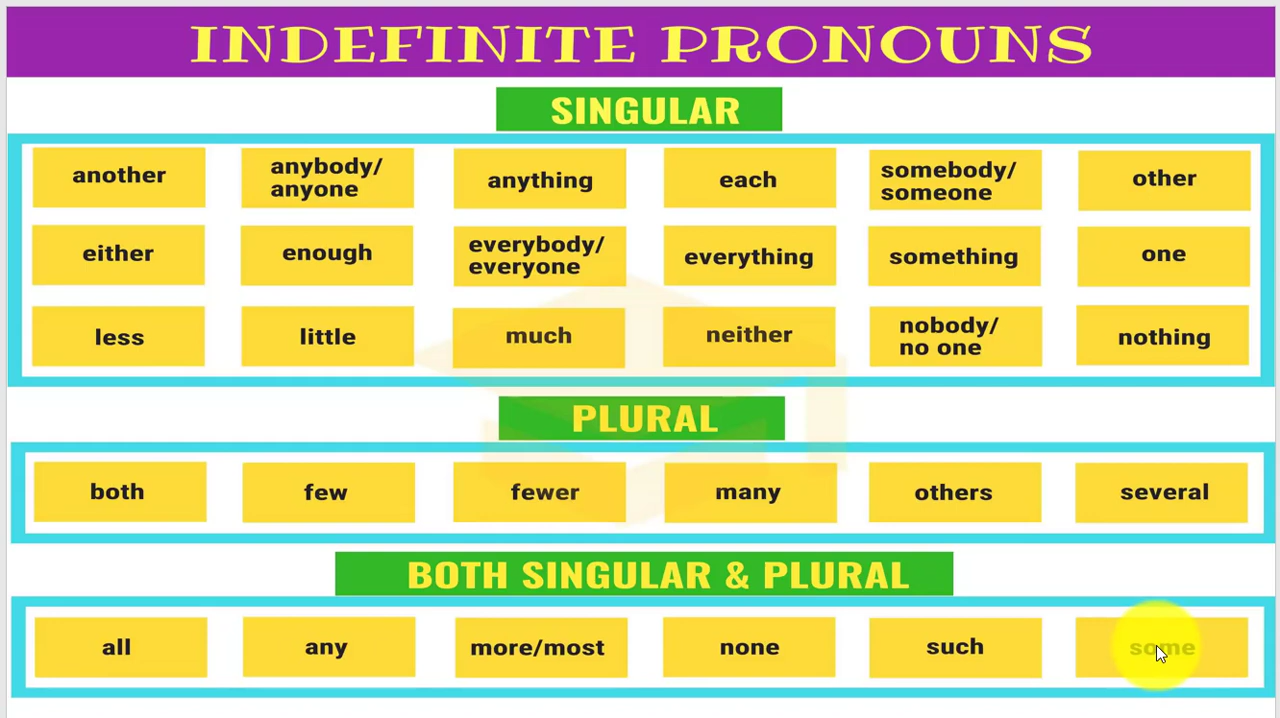 INDEFINITE PRONOUNS
SINGULAR
another
anybody/
anyone
anything
each
somebody/
someone
other
either
enough
everybody/
everyone
everything
something
one
less
little
much
neither
nobody/
no one
nothing
PLURAL
both
few
fewer
many
others
several
BOTH SINGULAR & PLURAL
all
any
more/most
none
such
some